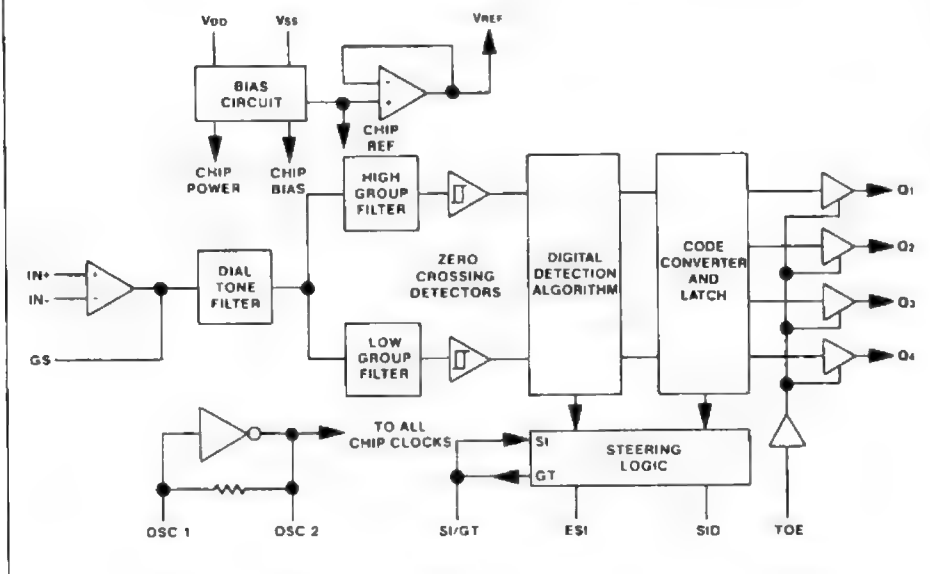 VDD
VSS
VREF
BIAS
CIRCUIT
-
+
CHIP
POWER
CHIP
BIAS
CHIP
REF
HIGH
GROUP
FILTER
IN+
IN-
+
-
GS
DIAL
TONE
FILTER
ZERO
CROSSING
DETECTORS
LOW
GROUP
FILTER
DIGITAL
DETECTION
ALGORITHM
CODE
CONVERTER
AND
LATCH
Q1
Q2
Q3
Q4
TO ALL
CHIP CLOCKS
SI
GT
STEERING
LOGIC
OSC 1
OSC 2
SI/GT
ESI
SID
TOE